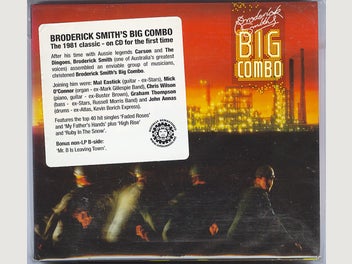 BRODERICK SMITH'S BIG COMBO
The 1981 classic - on CD for the first time
After his time with Aussie legends Carson and The
Dingoes, Broderick Smith (one of Australia's greatest
voices) assembled an enviable group of musicians,
christened Broderick Smith's Big Combo.
Joining him were: Mal Eastick (guitar - ex-Stars), Mick
O'Connor (organ - ex-Mark Gillespie Band), Chris Wilson
(piano, guitar - ex-Buster Brown), Graham Thompson
(bass - ex-Stars, Russell Morris Band) and John Annas
(drums - ex-Atlas, Kevin Borich Express).
Features the top 40 hit singles 'Faded Roses'
and 'My Father's Hands' plus 'High Rise'
and 'Ruby In The Snow'.
Bonus non-LP B-side:
'Mr. B Is Leaving Town'.
Broderick
Smith's
BIG
COMBO